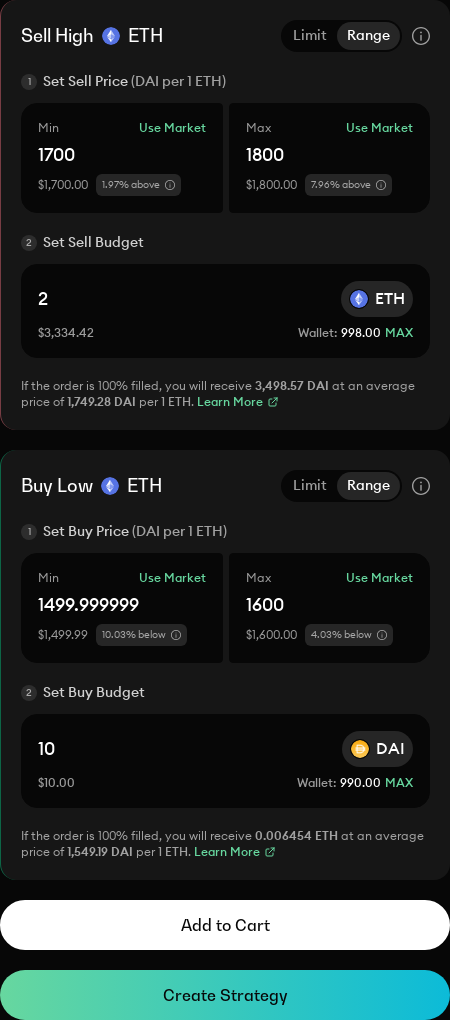 Sell High ETH Limit Range
1 Set Sell Price (DAI per 1 ETH)
Min Use Market Max Use Market
1700 1800
$1,700.00 1.97% above $1,800.00 7.96% above
2 Set Sell Budget
2 ETH
$3,334.42 Wallet: 998.00 MAX
If the order is 100% filled, you will receive 3,498.57 DAI at an average
price of 1,749.28 DAI per 1 ETH. Learn More
Buy Low ETH Limit Range
1 Set Buy Price (DAI per 1 ETH)
Min Use Market Max Use Market
1499.999999 1600
$1,499.99 10.03% below $1,600.00 4.03% below
2 Set Buy Budget
10 DAI
$10.00 Wallet: 990.00 MAX
If the order is 100% filled, you will receive 0.006454 ETH at an average
price of 1,549.19 DAI per 1 ETH. Learn More
Add to Cart
Create Strategy